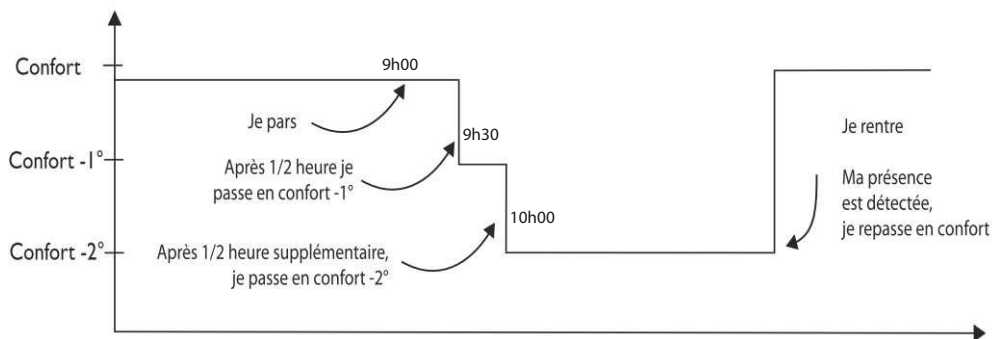 Confort
9h00
Je pars
9h30
Je rentre
Confort -1°
Après 1/2 heure je
passe en confort -1°
Ma présence
est détectée,
je repasse en confort
10h00
Confort -2°
Après 1/2 heure supplémentaire,
je passe en confort -2°